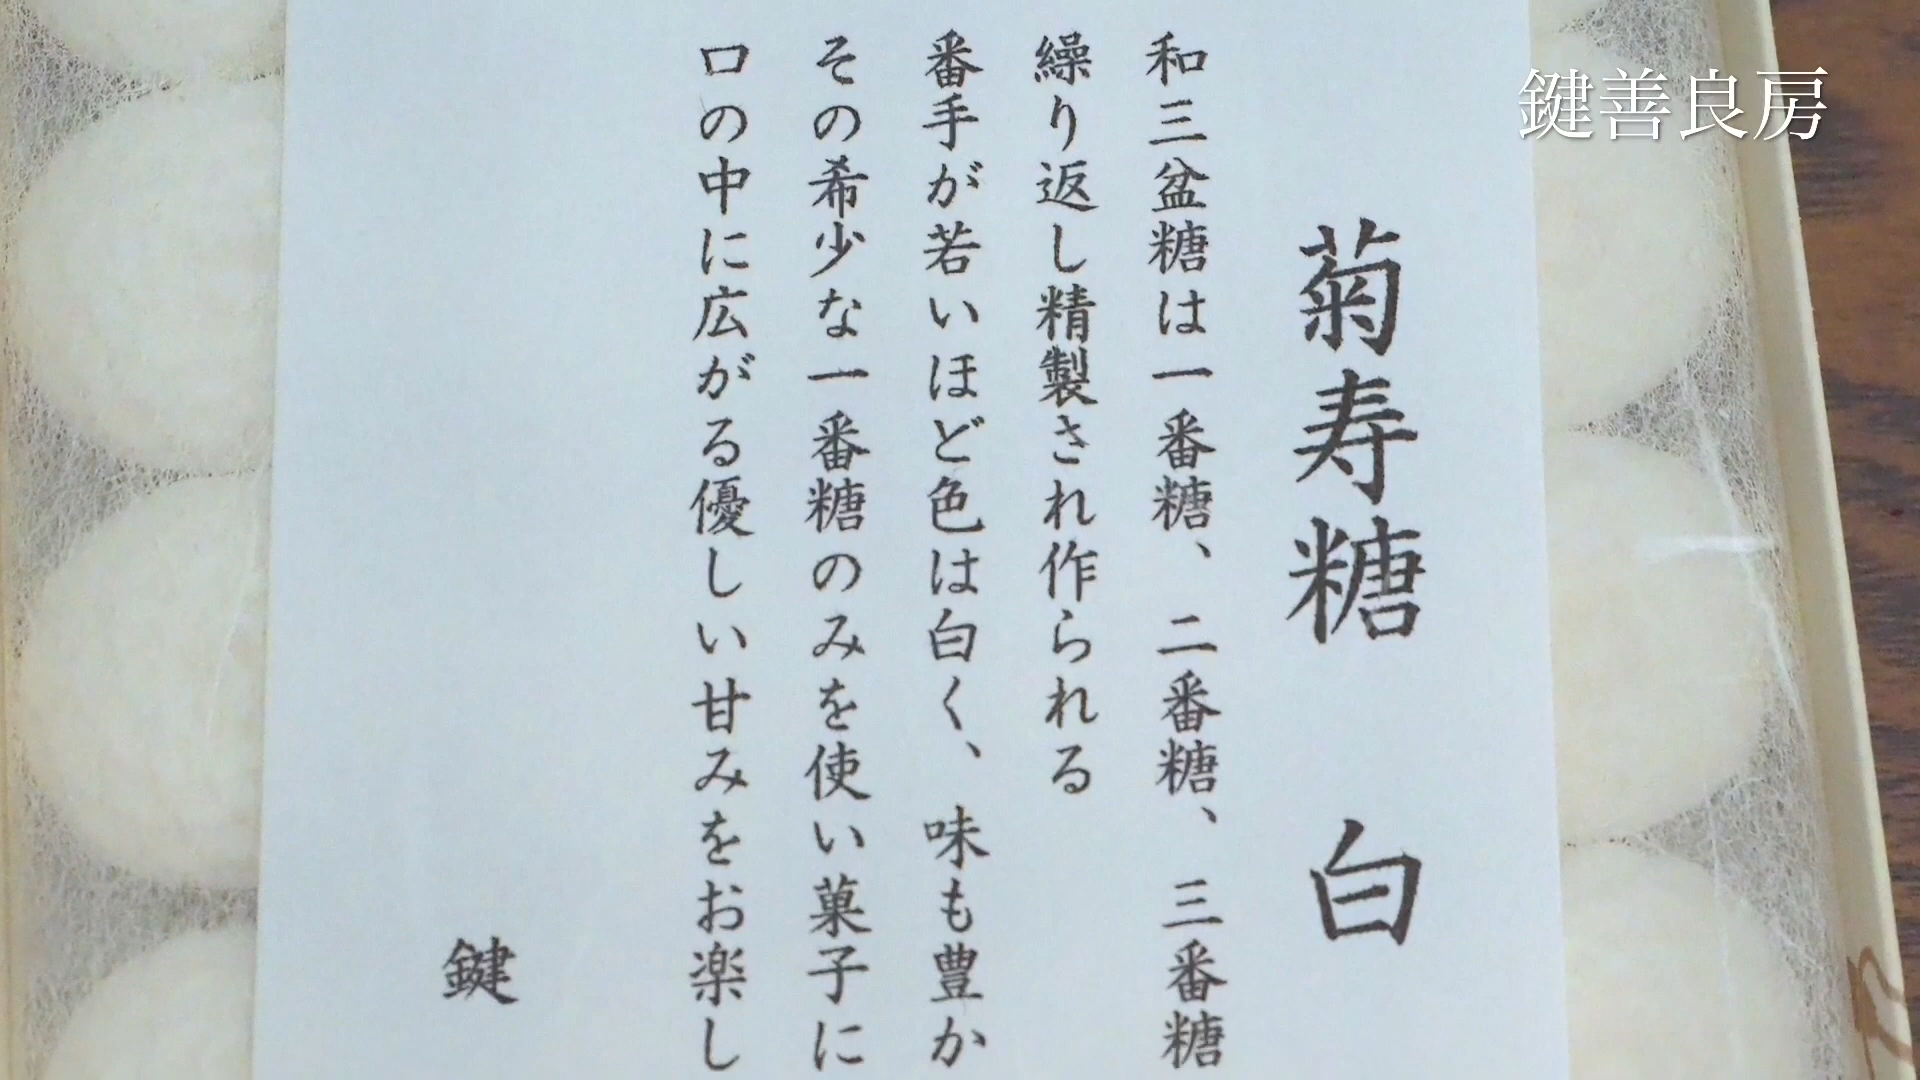 鍵善良房
菊寿糖 白
和三盆糖は一番糖、二番糖、三番糖
繰り返し精製され作られる
番手が若いほど色は白く、味も豊か
その希少な一番糖のみを使い菓子に
口の中に広がる優しい甘みをお楽し
鍵